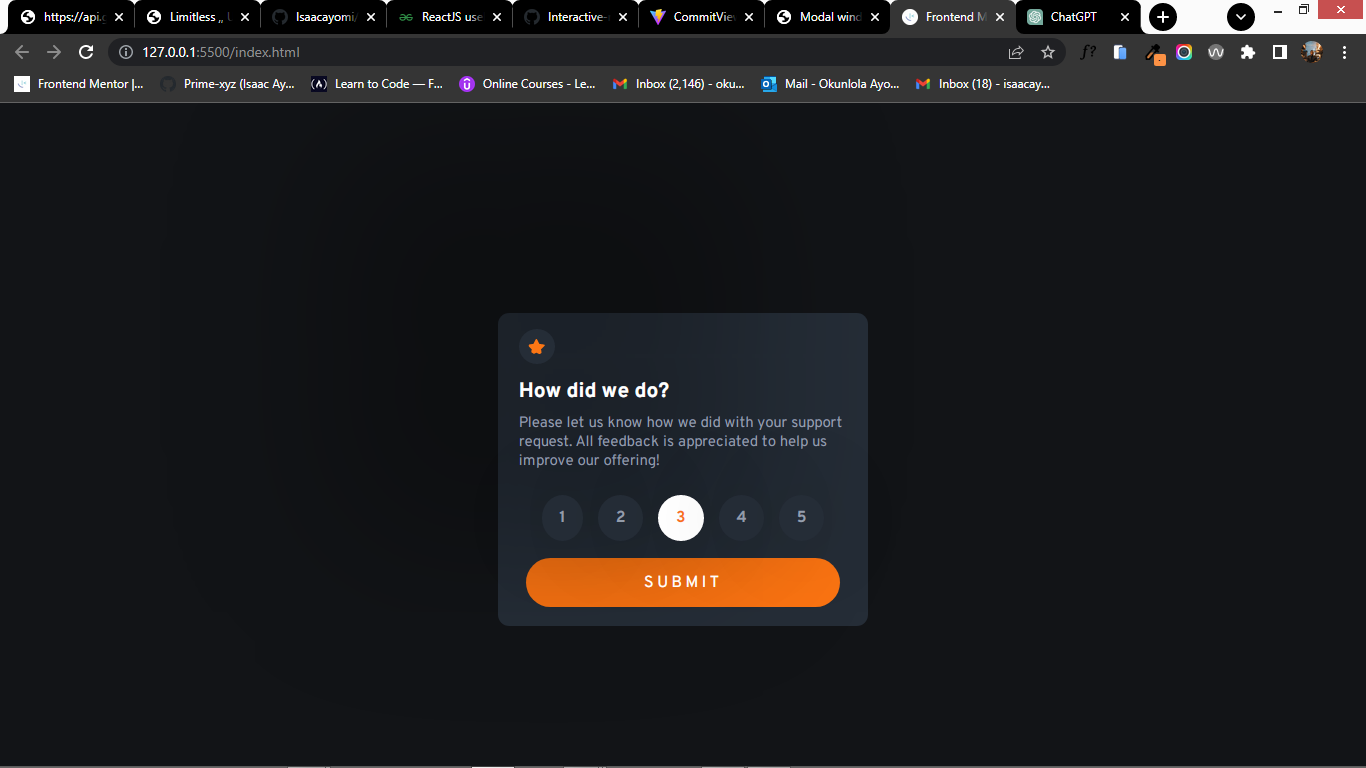 https://api.
Limitless ,, U
Isaacayomi/
ReactJS use
Interactive-
CommitVie
Modal wind
Frontend M
ChatGPT
127.0.0.1:5500/index.html
f?
Frontend Mentor |...
Prime-xyz (Isaac Ay...
Learn to Code — F...
Online Courses - Le...
Inbox (2,146) - oku...
Mail - Okunlola Ayo...
Inbox (18) - isaacay...
How did we do?
Please let us know how we did with your support
request. All feedback is appreciated to help us
improve our offering!
1 2 3 4 5
SUBMIT